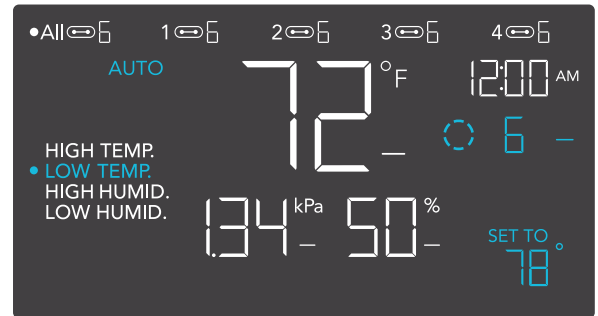 •All 6 1 6 2 6 3 6 4 6
AUTO
72 °F
12:00 AM
6 –
HIGH TEMP.
• LOW TEMP.
HIGH HUMID.
LOW HUMID.
1.34 kPa – 50 % –
SET TO
78°